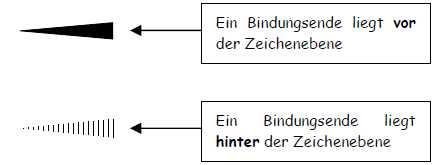 Ein Bindungsende liegt vor
der Zeichenebene
Ein Bindungsende liegt
hinter der Zeichenebene